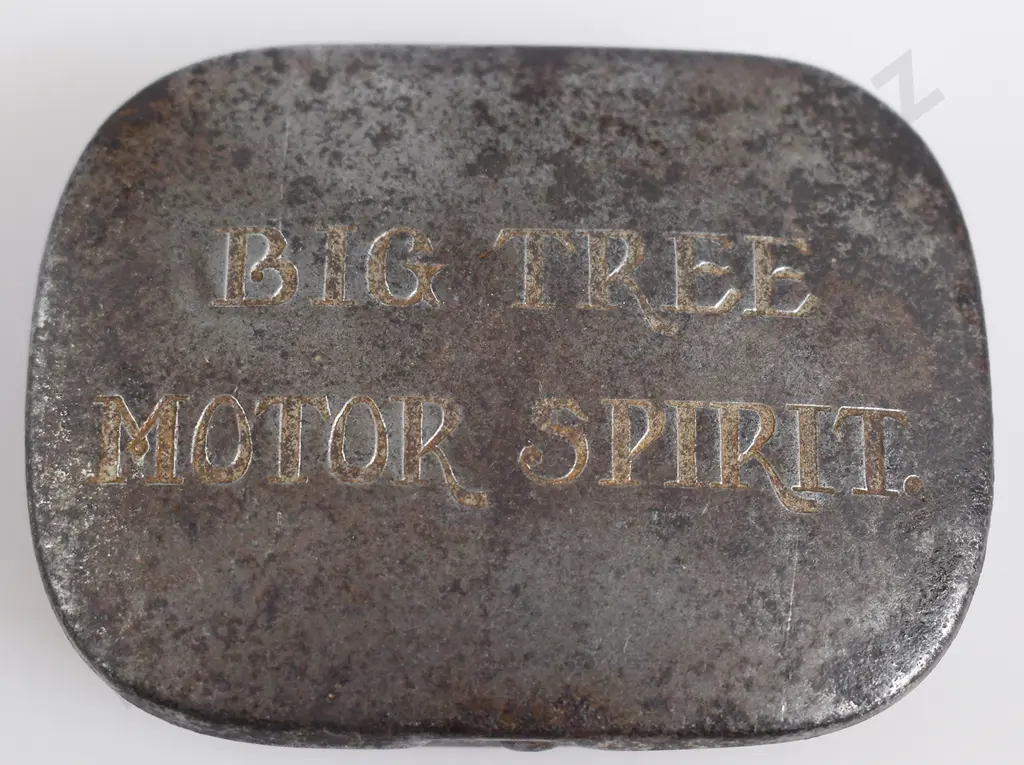 BIG TREE
MOTOR SPIRIT.
Z